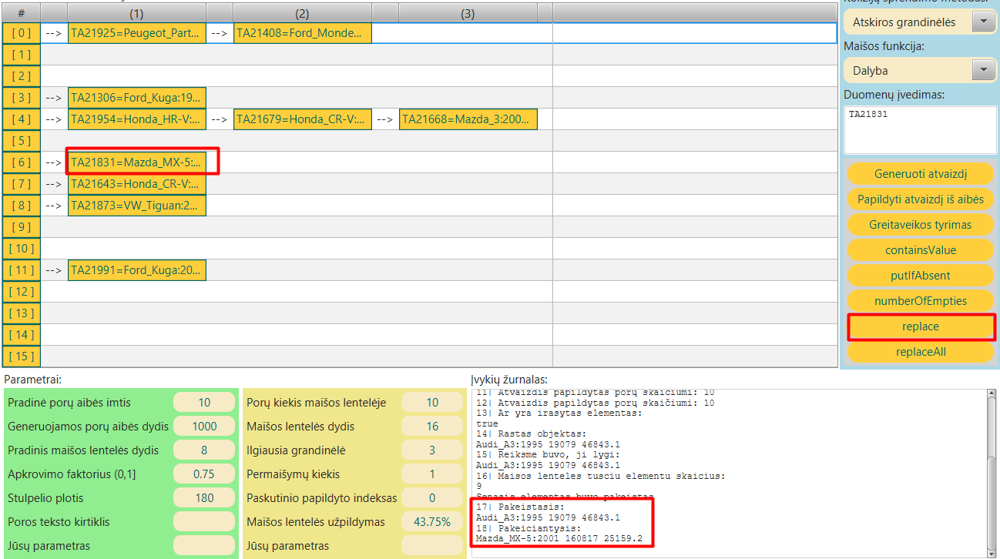 # (1) (2) (3)
[ 0 ] --> TA21925=Peugeot_Part... --> TA21408=Ford_Monde...
[ 1 ]
[ 2 ]
[ 3 ] --> TA21306=Ford_Kuga:19...
[ 4 ] --> TA21954=Honda_HR-V:... --> TA21679=Honda_CR-V:... --> TA21668=Mazda_3:200...
[ 5 ]
[ 6 ] --> TA21831=Mazda_MX-5:...
[ 7 ] --> TA21643=Honda_CR-V:...
[ 8 ] --> TA21873=VW_Tiguan:2...
[ 9 ]
[ 10 ]
[ 11 ] --> TA21991=Ford_Kuga:20...
[ 12 ]
[ 13 ]
[ 14 ]
[ 15 ]
Kolizijų sprendimo metodas:
Atskiros grandinėlės
Maišos funkcija:
Dalyba
Duomenų įvedimas:
TA21831
Generuoti atvaizdį
Papildyti atvaizdį iš aibės
Greitaveikos tyrimas
containsValue
putIfAbsent
numberOfEmpties
replace
replaceAll
Parametrai:
Pradinė porų aibės imtis 10
Generuojamos porų aibės dydis 1000
Pradinis maišos lentelės dydis 8
Apkrovimo faktorius (0,1] 0.75
Stulpelio plotis 180
Poros teksto kirtiklis
Jūsų parametras
Porų kiekis maišos lentelėje 10
Maišos lentelės dydis 16
Ilgiausia grandinėlė 3
Permaišymų kiekis 1
Paskutinio papildyto indeksas 0
Maišos lentelės užpildymas 43.75%
Jūsų parametras
Įvykių žurnalas:
11| Atvaizdis papildytas porų skaičiumi: 10
12| Atvaizdis papildytas porų skaičiumi: 10
13| Ar yra irasytas elementas:
true
14| Rastas objektas:
Audi_A3:1995 19079 46843.1
15| Reiksme buvo, ji lygi:
Audi_A3:1995 19079 46843.1
16| Maisos lenteles tusciu elementu skaicius:
9
Senasis elementas buvo pakeistas
17| Pakeistasis:
Audi_A3:1995 19079 46843.1
18| Pakeiciantysis:
Mazda_MX-5:2001 160817 25159.2